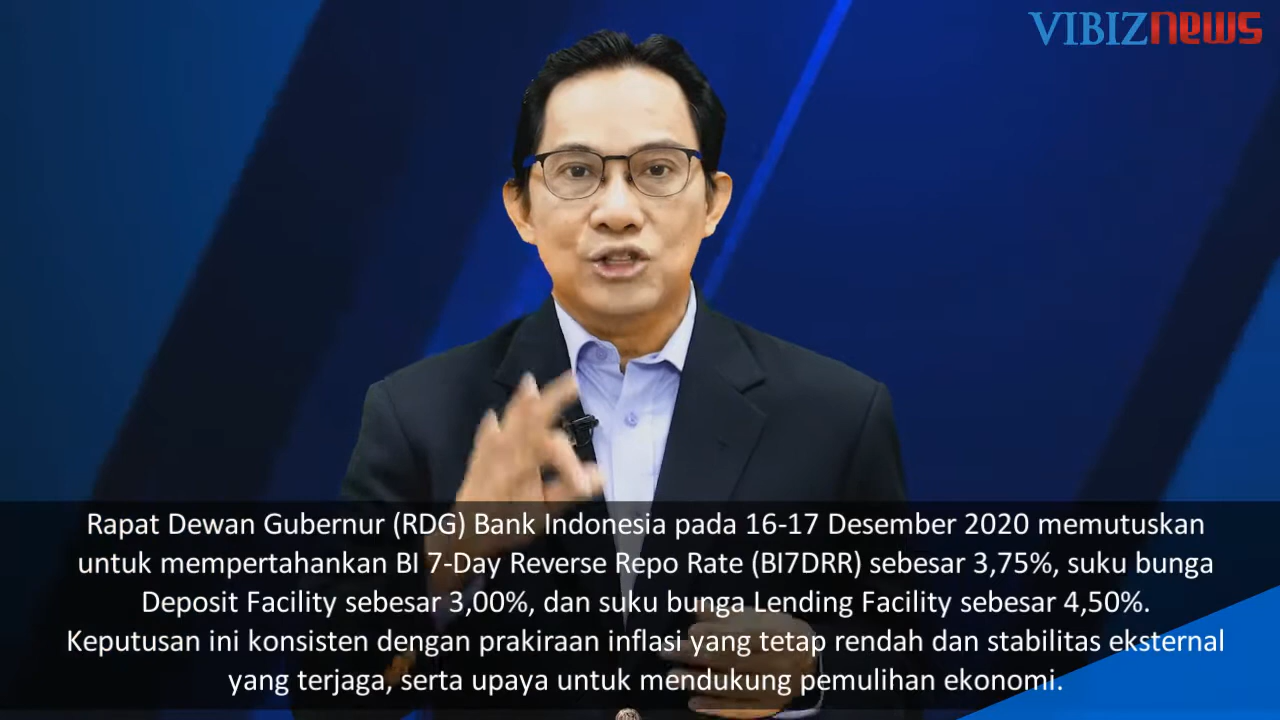 VIBIZnews
Rapat Dewan Gubernur (RDG) Bank Indonesia pada 16-17 Desember 2020 memutuskan
untuk mempertahankan BI 7-Day Reverse Repo Rate (BI7DRR) sebesar 3,75%, suku bunga
Deposit Facility sebesar 3,00%, dan suku bunga Lending Facility sebesar 4,50%.
Keputusan ini konsisten dengan prakiraan inflasi yang tetap rendah dan stabilitas eksternal
yang terjaga, serta upaya untuk mendukung pemulihan ekonomi.